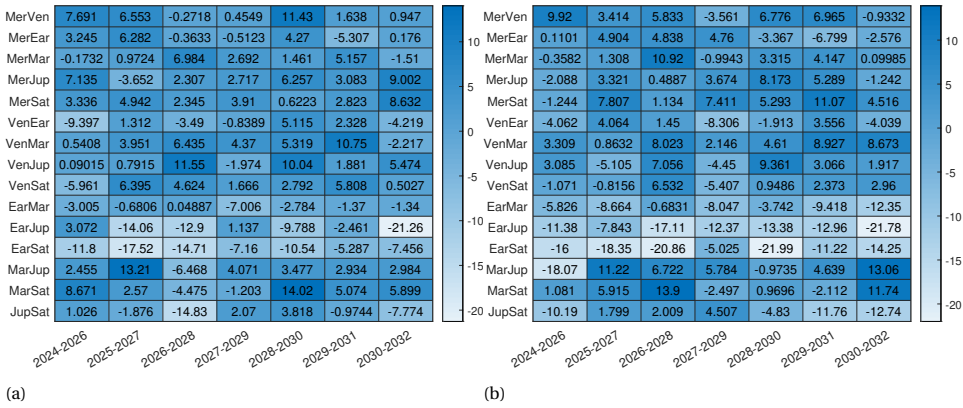 MerVen 7.691 6.553 -0.2718 0.4549 11.43 1.638 0.947
MerEar 3.245 6.282 -0.3633 -0.5123 4.27 -5.307 0.176
MerMar -0.1732 0.9724 6.984 2.692 1.461 5.157 -1.51
MerJup 7.135 -3.652 2.307 2.717 6.257 3.083 9.002
MerSat 3.336 4.942 2.345 3.91 0.6223 2.823 8.632
VenEar -9.397 1.312 -3.49 -0.8389 5.115 2.328 -4.219
VenMar 0.5408 3.951 6.435 4.37 5.319 10.75 -2.217
VenJup 0.09015 0.7915 11.55 -1.974 10.04 1.881 5.474
VenSat -5.961 6.395 4.624 1.666 2.792 5.808 0.5027
EarMar -3.005 -0.6806 0.04887 -7.006 -2.784 -1.37 -1.34
EarJup 3.072 -14.06 -12.9 1.137 -9.788 -2.461 -21.26
EarSat -11.8 -17.52 -14.71 -7.16 -10.54 -5.287 -7.456
MarJup 2.455 13.21 -6.468 4.071 3.477 2.934 2.984
MarSat 8.671 2.57 -4.475 -1.203 14.02 5.074 5.899
JupSat 1.026 -1.876 -14.83 2.07 3.818 -0.9744 -7.774
2024-2026 2025-2027 2026-2028 2027-2029 2028-2030 2029-2031 2030-2032
10
5
0
-5
-10
-15
-20
(a)
MerVen 9.92 3.414 5.833 -3.561 6.776 6.965 -0.9332
MerEar 0.1101 4.904 4.838 4.76 -3.367 -6.799 -2.576
MerMar -0.3582 1.308 10.92 -0.9943 3.315 4.147 0.09985
MerJup -2.088 3.321 0.4887 3.674 8.173 5.289 -1.242
MerSat -1.244 7.807 1.134 7.411 5.293 11.07 4.516
VenEar -4.062 4.064 1.45 -8.306 -1.913 3.556 -4.039
VenMar 3.309 0.8632 8.023 2.146 4.61 8.927 8.673
VenJup 3.085 -5.105 7.056 -4.45 9.361 3.066 1.917
VenSat -1.071 -0.8156 6.532 -5.407 0.9486 2.373 2.96
EarMar -5.826 -8.664 -0.6831 -8.047 -3.742 -9.418 -12.35
EarJup -11.38 -7.843 -17.11 -12.37 -13.38 -12.96 -21.78
EarSat -16 -18.35 -20.86 -5.025 -21.99 -11.22 -14.25
MarJup -18.07 11.22 6.722 5.784 -0.9735 4.639 13.06
MarSat 1.081 5.915 13.9 -2.497 0.9696 -2.112 11.74
JupSat -10.19 1.799 2.009 4.507 -4.83 -11.76 -12.74
2024-2026 2025-2027 2026-2028 2027-2029 2028-2030 2029-2031 2030-2032
10
5
0
-5
-10
-15
-20
(b)